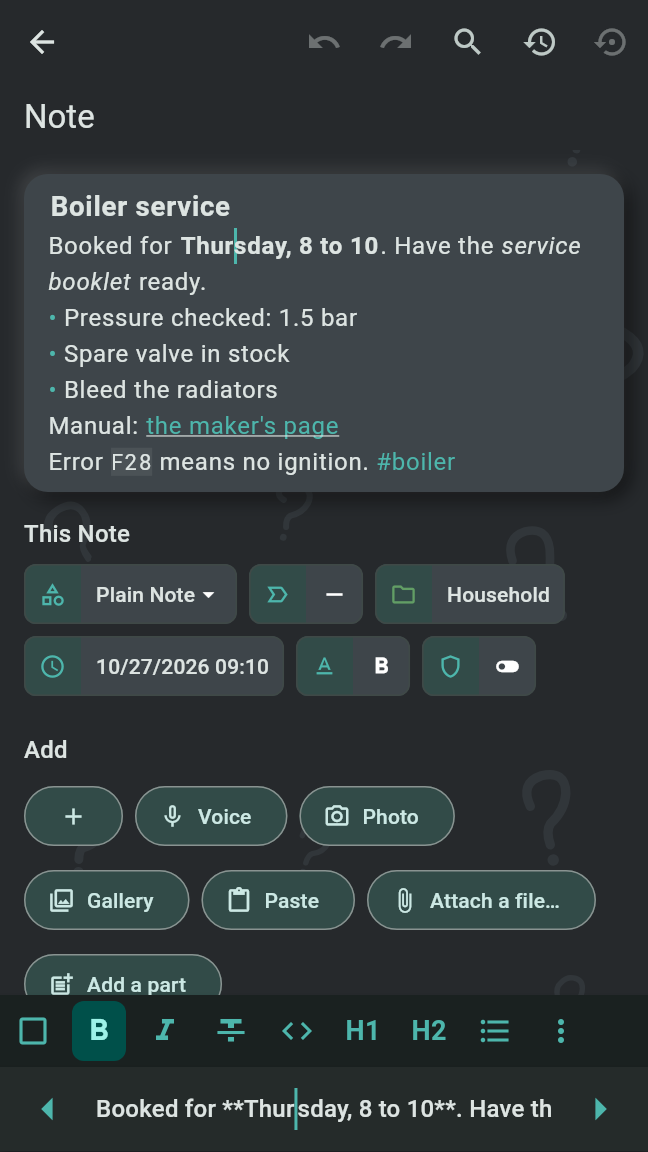 Note
Boiler service
Booked for Thursday, 8 to 10. Have the service
booklet ready.
• Pressure checked: 1.5 bar
• Spare valve in stock
• Bleed the radiators
Manual: the maker's page
Error F28 means no ignition. #boiler
This Note
Plain Note — Household
10/27/2026 09:10 A B
Add
+ Voice Photo
Gallery Paste Attach a file...
Add a part
B I H1 H2
Booked for **Thursday, 8 to 10**. Have th